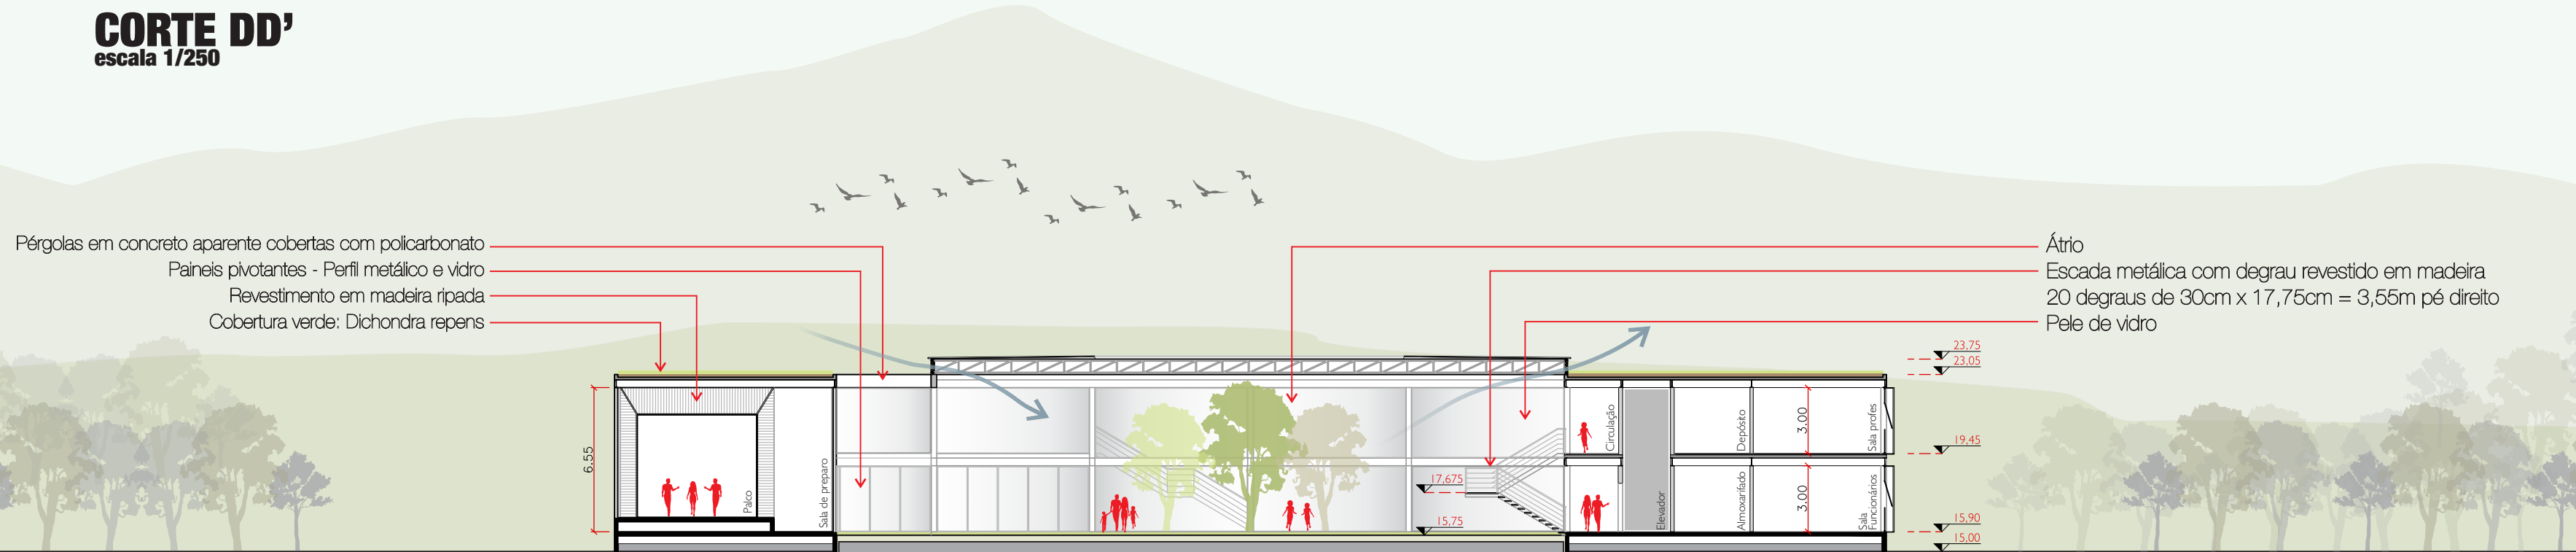 CORTE DD'
escala 1/250
Pérgolas em concreto aparente cobertas com policarbonato
Paineis pivotantes - Perfil metálico e vidro
Revestimento em madeira ripada
Cobertura verde: Dichondra repens
Átrio
Escada metálica com degrau revestido em madeira
20 degraus de 30cm x 17,75cm = 3,55m pé direito
Pele de vidro
6.55
Palco
Sala de preparo
17,675
15,75
Circulação
Elevador
Depósito
Almoxarifado
3.00
3.00
Sala profes
Sala
Funcionários
23,75
23,05
19,45
15,90
15,00